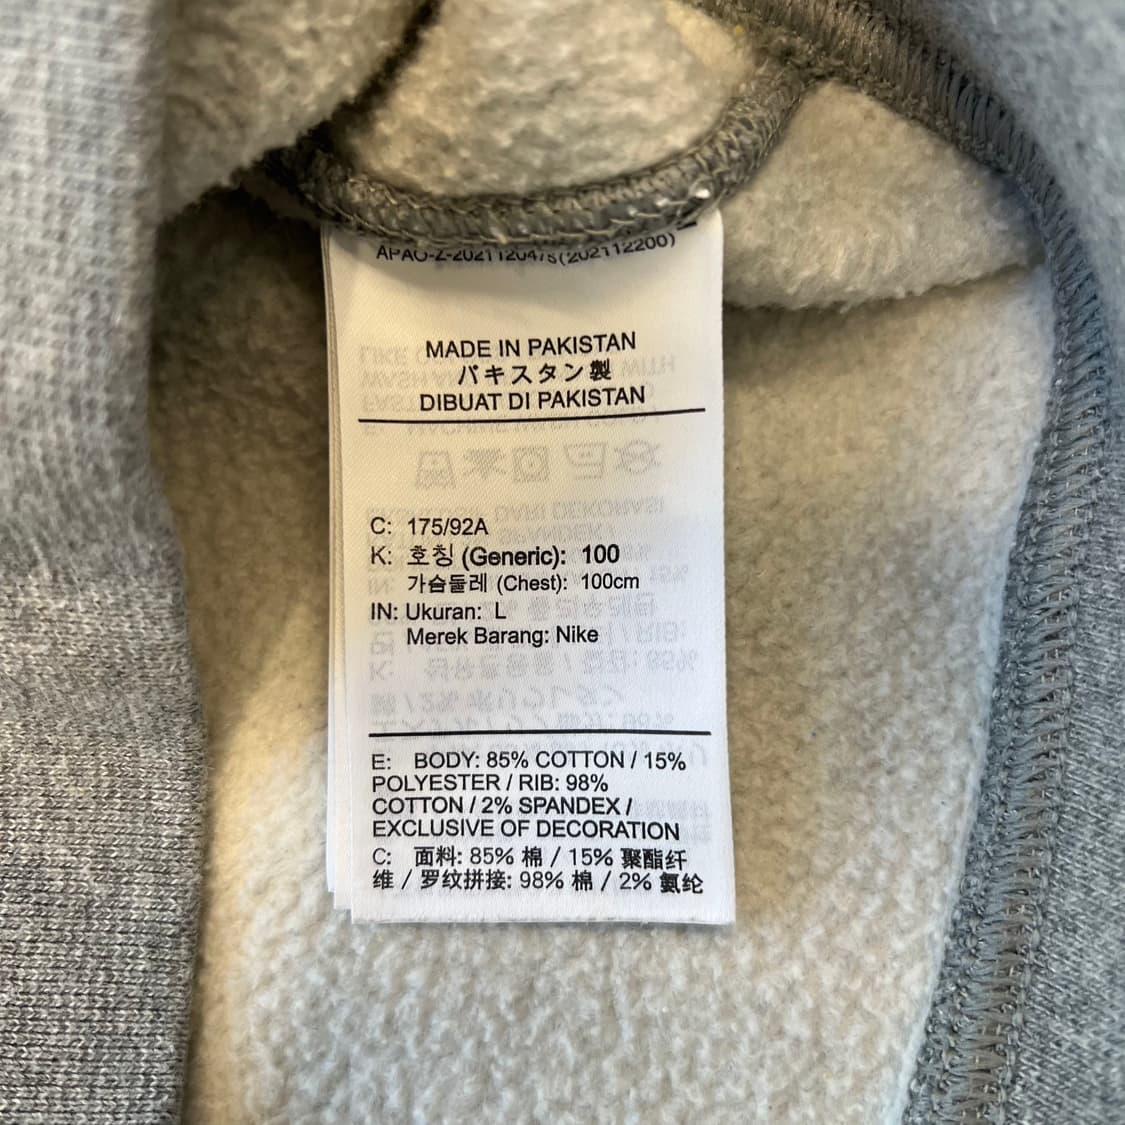 MADE IN PAKISTAN
パキスタン製
DIBUAT DI PAKISTAN
C: 175/92A
K: 호칭 (Generic): 100
가슴둘레 (Chest): 100cm
IN: Ukuran: L
Merek Barang: Nike
E: BODY: 85% COTTON / 15%
POLYESTER / RIB: 98%
COTTON / 2% SPANDEX /
EXCLUSIVE OF DECORATION
C: 面料: 85% 棉 / 15% 聚酯纤
维 / 罗纹拼接: 98% 棉 / 2% 氨纶